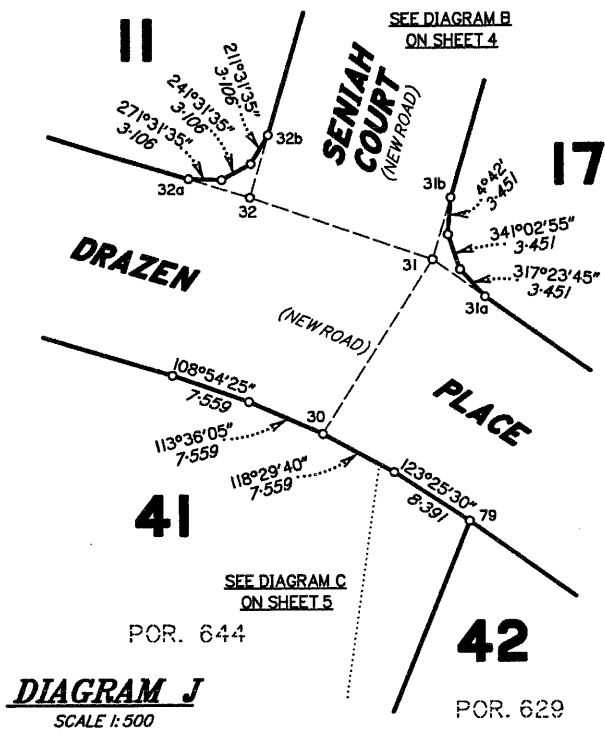 SEE DIAGRAM B
ON SHEET 4
11
SENIAH
COURT
(NEW ROAD)
211°31'35"
3·106
241°31'35"
3·106
271°31'35"
3·106
32b
32a
32
17
31b
4°42'
3·451
341°02'55"
3·451
317°23'45"
3·451
31
31a
DRAZEN
(NEW ROAD)
PLACE
108°54'25"
7·559
113°36'05"
7·559
30
118°29'40"
7·559
123°25'30"
8·391
79
41
SEE DIAGRAM C
ON SHEET 5
POR. 644
42
POR. 629
DIAGRAM J
SCALE 1:500